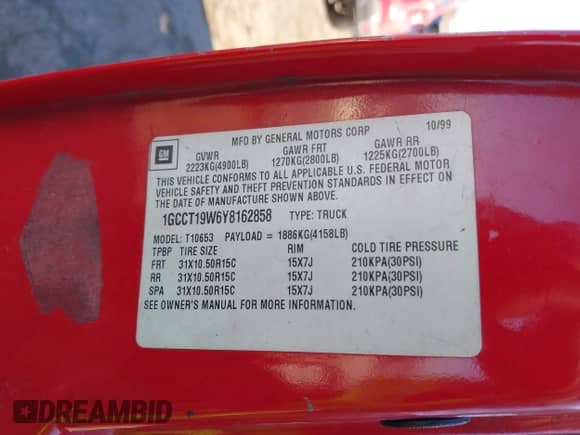 MFD BY GENERAL MOTORS CORP 10/99
GM
GVWR GAWR FRT GAWR RR
2223KG(4900LB) 1270KG(2800LB) 1225KG(2700LB)
THIS VEHICLE CONFORMS TO ALL APPLICABLE U.S. FEDERAL MOTOR
VEHICLE SAFETY AND THEFT PREVENTION STANDARDS IN EFFECT ON
THE DATE OF MANUFACTURE SHOWN ABOVE.
1GCCT19W6Y8162858 TYPE: TRUCK
MODEL: T10653 PAYLOAD = 1886KG(4158LB)
TPBP TIRE SIZE RIM COLD TIRE PRESSURE
FRT 31X10.50R15C 15X7J 210KPA(30PSI)
RR 31X10.50R15C 15X7J 210KPA(30PSI)
SPA 31X10.50R15C 15X7J 210KPA(30PSI)
SEE OWNER'S MANUAL FOR MORE INFORMATION.
DREAMBID